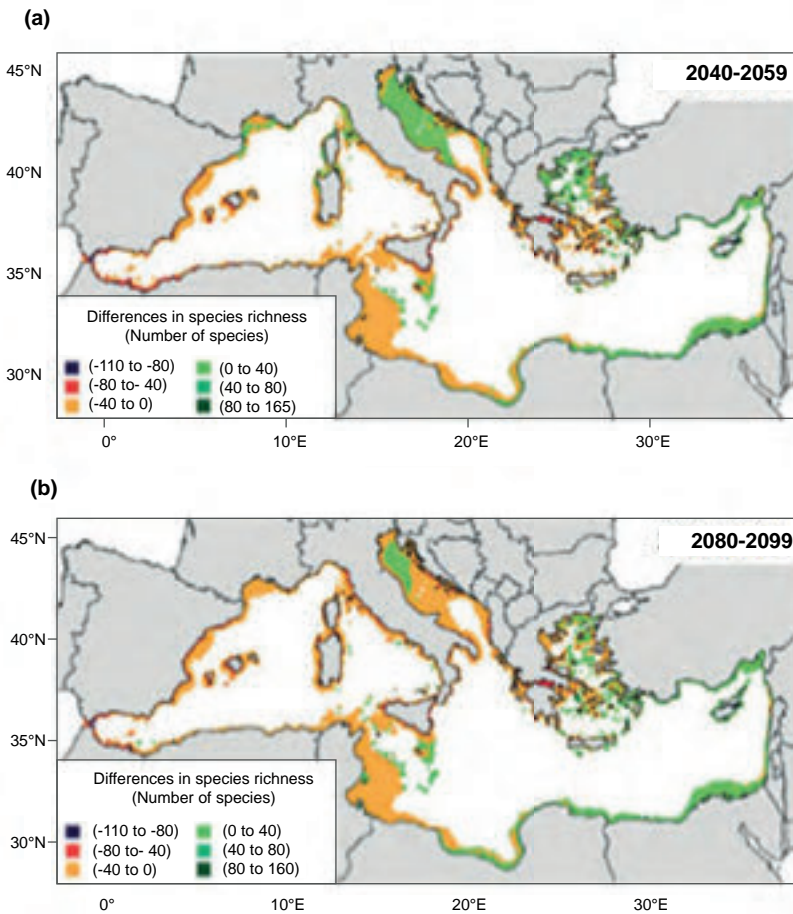 (a)
45°N
2040-2059
40°N
35°N
Differences in species richness
(Number of species)
(-110 to -80)
(0 to 40)
(-80 to- 40)
(40 to 80)
(-40 to 0)
(80 to 165)
30°N
0°
10°E
20°E
30°E
(b)
45°N
2080-2099
40°N
35°N
Differences in species richness
(Number of species)
(-110 to -80)
(0 to 40)
(-80 to- 40)
(40 to 80)
(-40 to 0)
(80 to 160)
30°N
0°
10°E
20°E
30°E